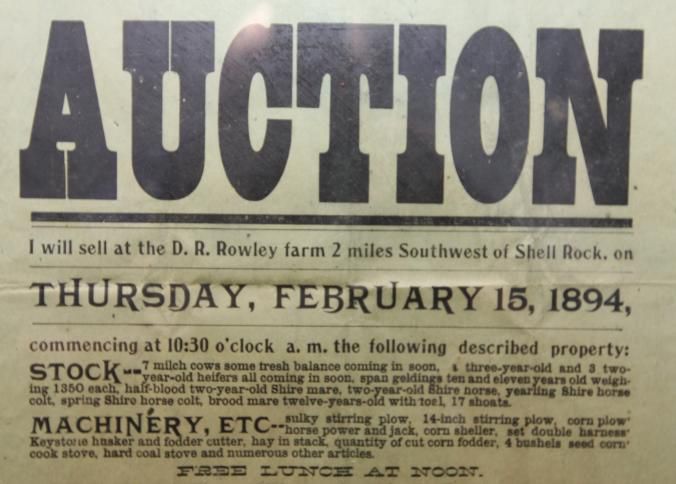 AUCTION
I will sell at the D. R. Rowley farm 2 miles Southwest of Shell Rock, on
THURSDAY, FEBRUARY 15, 1894,
commencing at 10:30 o'clock a. m. the following described property:
STOCK--7 milch cows some fresh balance coming in soon, three-year-old and 3 two-
year-old heifers all coming in soon, span geldings ten and eleven years old weigh-
ing 1350 each, half-blood two-year-old Shire mare, two-year-old Shire horse, yearling Shire horse
colt, spring Shire horse colt, brood mare twelve-years-old with foal, 17 shoats.
MACHINERY, ETC--sulky stirring plow, 14-inch stirring plow, corn plow
horse power and jack, corn sheller, set double harness
Keystone husker and fodder cutter, hay in stack, quantity of cut corn fodder, 4 bushels seed corn
cook stove, hard coal stove and numerous other articles.
FREE LUNCH AT NOON.